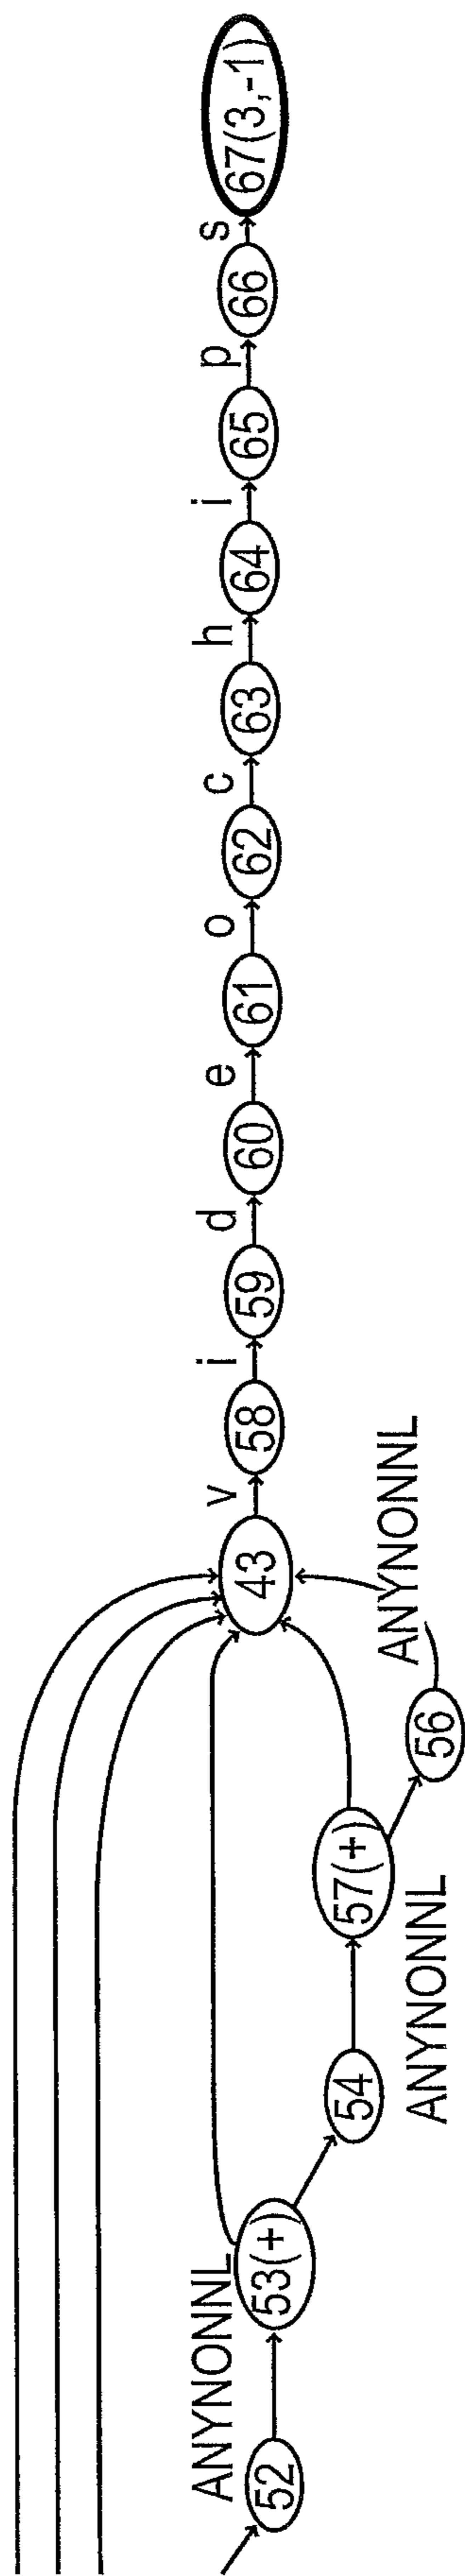 ANYNONNL
52
53(+)
54
ANYNONNL
57(+)
56
ANYNONNL
43
v
58
i
59
d
60
e
61
o
62
c
63
h
64
i
65
p
66
s
67(3,-1)